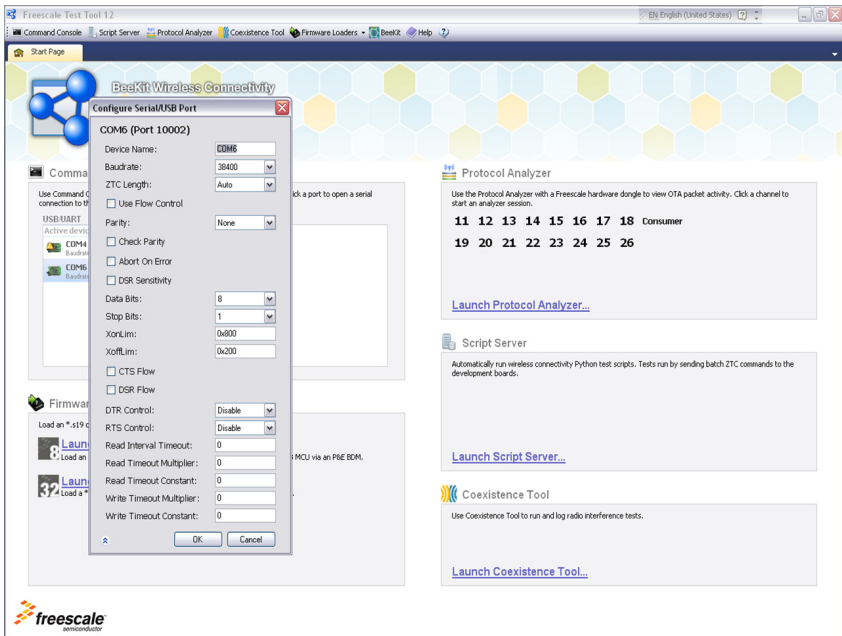 Freescale Test Tool 12
EN English (United States)
Command Console Script Server Protocol Analyzer Coexistence Tool Firmware Loaders BeeKit Help
Start Page
BeeKit Wireless Connectivity
Configure Serial/USB Port
COM6 (Port 10002)
Device Name: COM6
Baudrate: 38400
ZTC Length: Auto
Use Flow Control
Parity: None
Check Parity
Abort On Error
DSR Sensitivity
Data Bits: 8
Stop Bits: 1
XonLim: 0x800
XoffLim: 0x200
CTS Flow
DSR Flow
DTR Control: Disable
RTS Control: Disable
Read Interval Timeout: 0
Read Timeout Multiplier: 0
Read Timeout Constant: 0
Write Timeout Multiplier: 0
Write Timeout Constant: 0
OK Cancel
Comma
Use Command C
ick a port to open a serial
connection to th
USB/UART
Active devic
COM4
Baudrat
COM6
Baudrat
Firmwar
Load an *.s19 o
8 Laun
Load an
MCU via an P&E BDM.
32 Laun
Load a *
Protocol Analyzer
Use the Protocol Analyzer with a Freescale hardware dongle to view OTA packet activity. Click a channel to
start an analyzer session.
11 12 13 14 15 16 17 18 Consumer
19 20 21 22 23 24 25 26
Launch Protocol Analyzer...
Script Server
Automatically run wireless connectivity Python test scripts. Tests run by sending batch ZTC commands to the
development boards.
Launch Script Server...
Coexistence Tool
Use Coexistence Tool to run and log radio interference tests.
Launch Coexistence Tool...
freescale
semiconductor